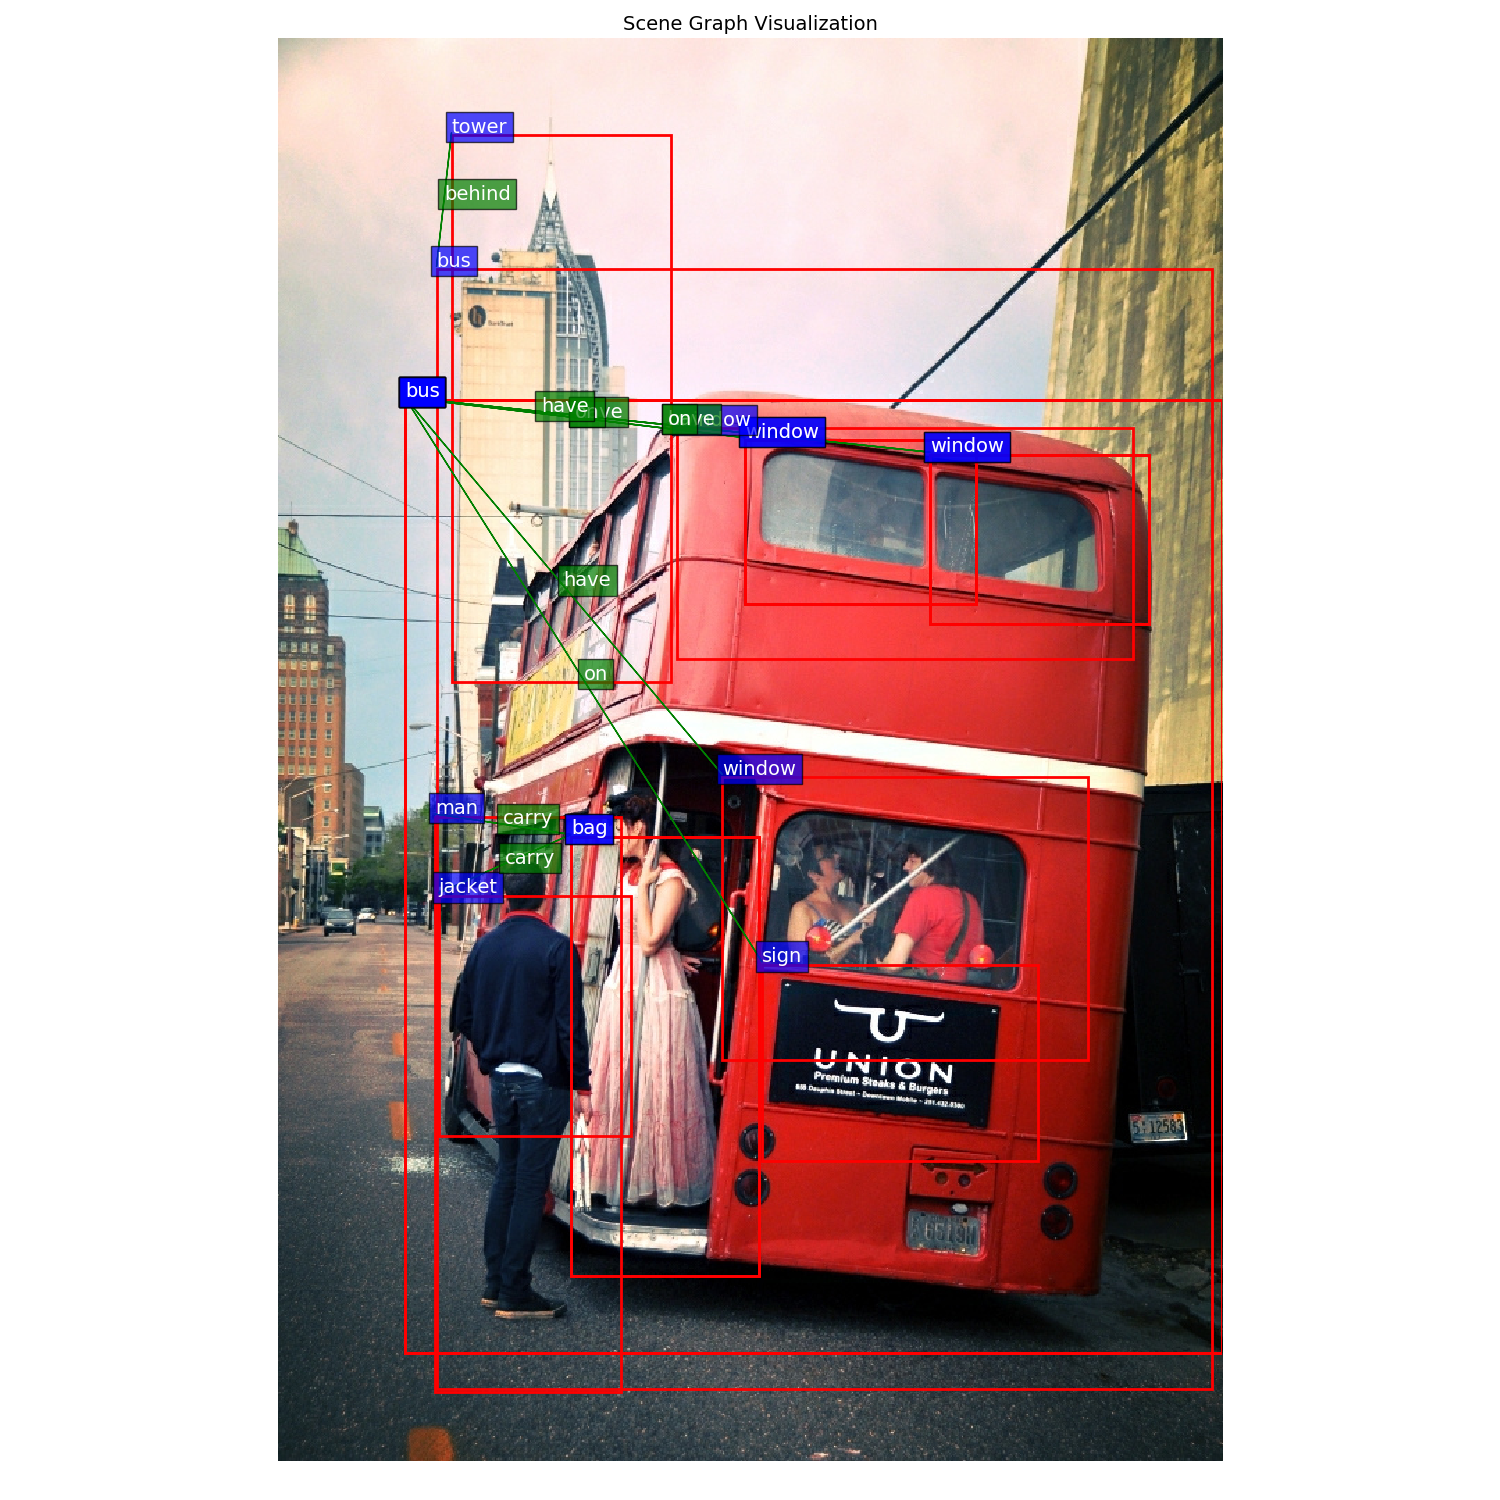 Scene Graph Visualization
tower
behind
bus
bus
have
on
window
window
have
on
window
man
carry
bag
carry
jacket
sign
UNION
Premium Steaks & Burgers